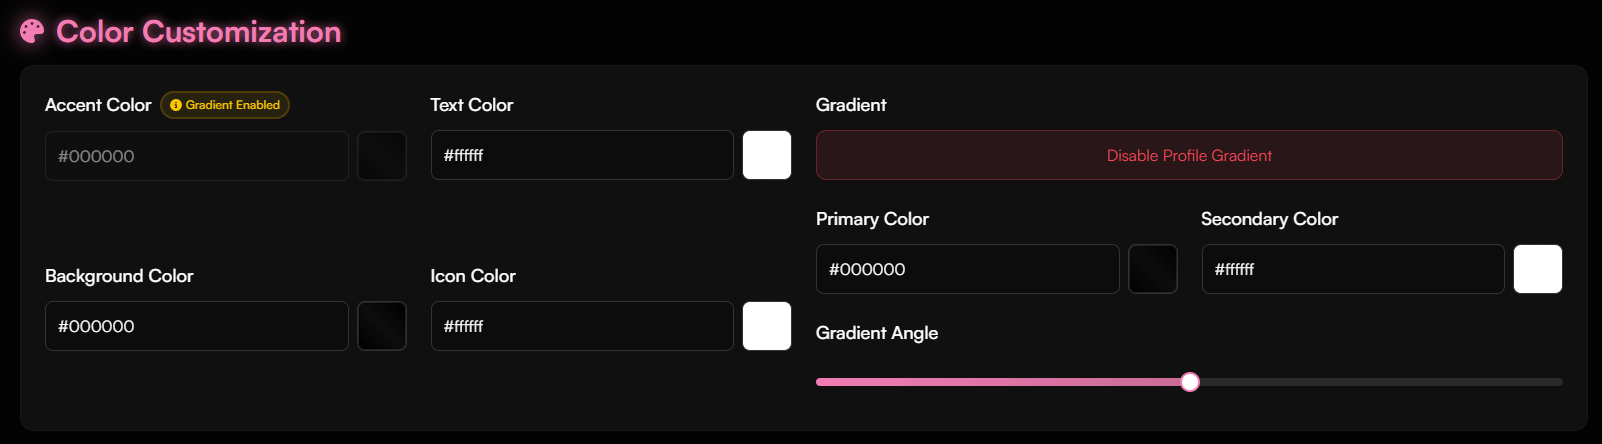 Color Customization
Accent Color
Gradient Enabled
#000000
Text Color
#ffffff
Background Color
#000000
Icon Color
#ffffff
Gradient
Disable Profile Gradient
Primary Color
#000000
Secondary Color
#ffffff
Gradient Angle